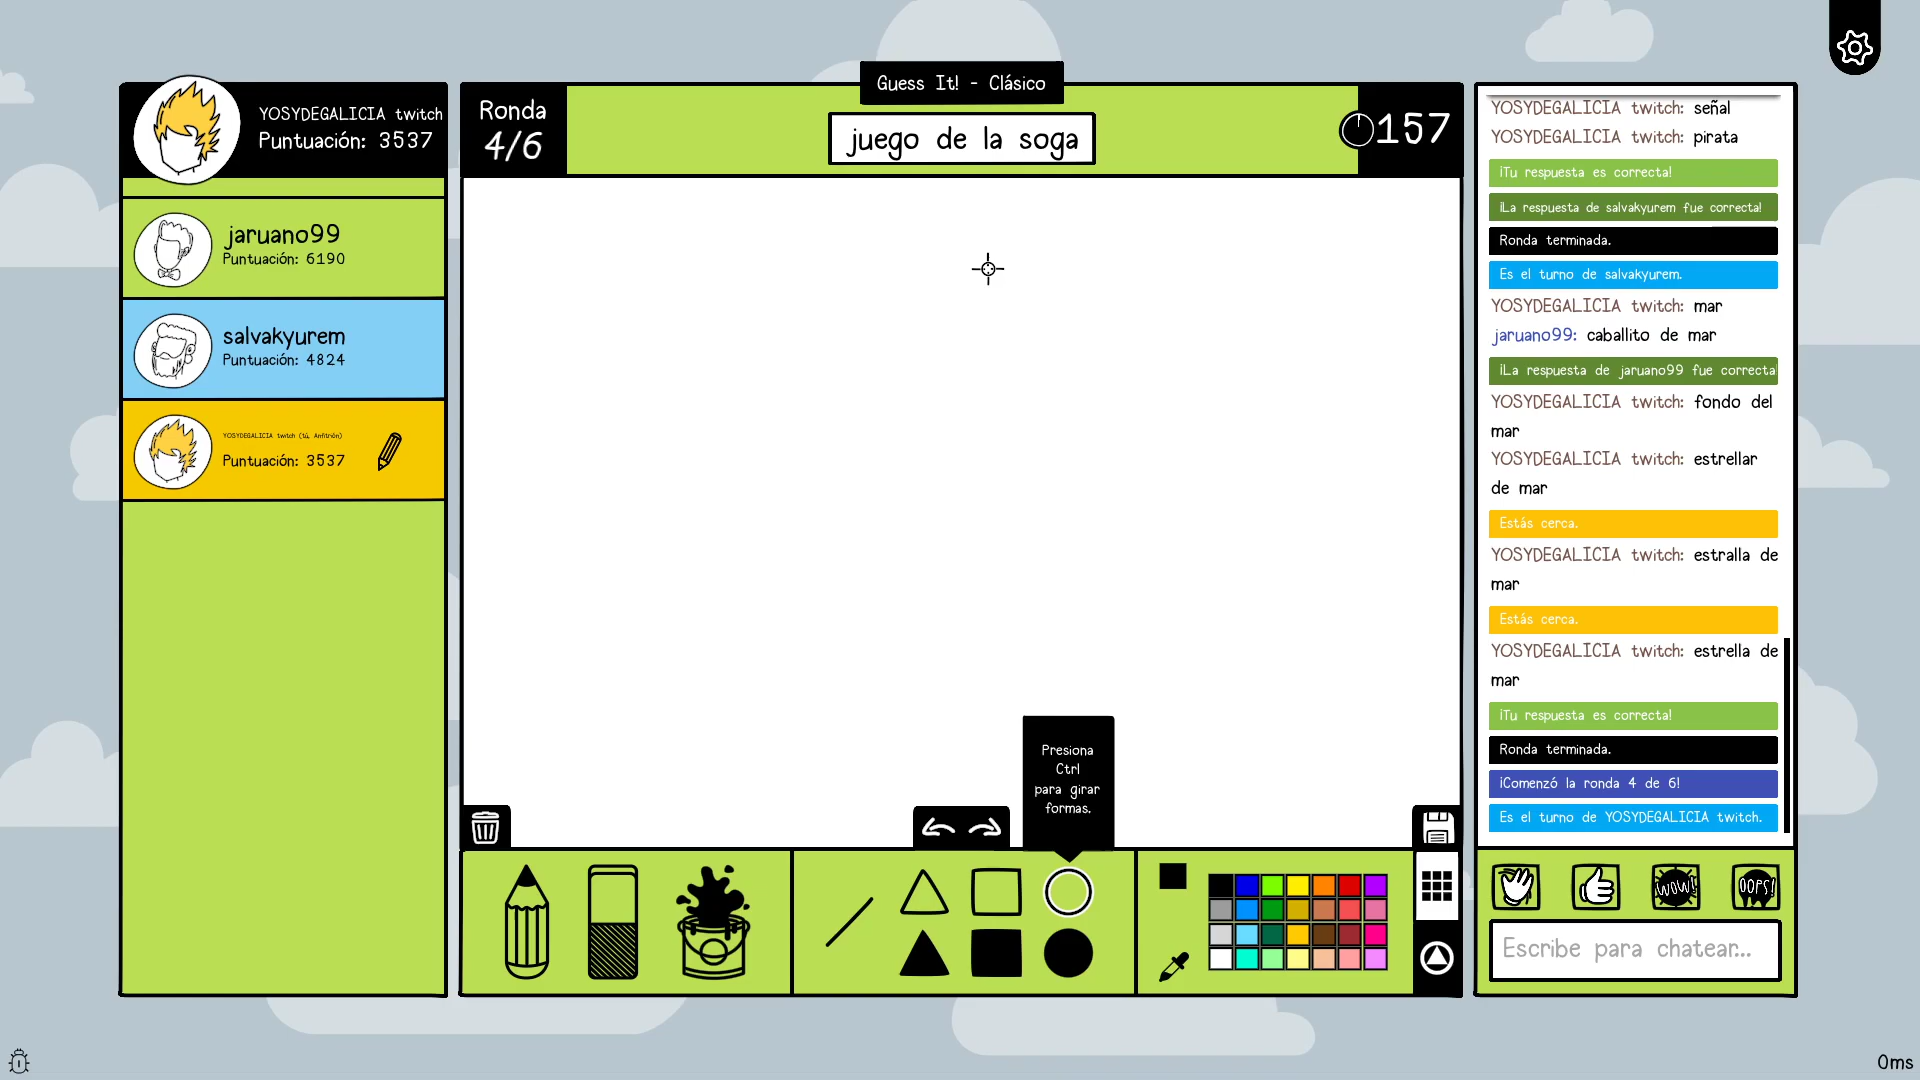 Guess It! - Clásico
YOSYDEGALICIA twitch
Puntuación: 3537
Ronda
4/6
juego de la soga
157
jaruano99
Puntuación: 6190
salvakyurem
Puntuación: 4824
YOSYDEGALICIA twitch (tú, Anfitrión)
Puntuación: 3537
Presiona
Ctrl
para girar
formas.
YOSYDEGALICIA twitch: señal
YOSYDEGALICIA twitch: pirata
¡Tu respuesta es correcta!
¡La respuesta de salvakyurem fue correcta!
Ronda terminada.
Es el turno de salvakyurem.
YOSYDEGALICIA twitch: mar
jaruano99: caballito de mar
¡La respuesta de jaruano99 fue correcta
YOSYDEGALICIA twitch: fondo del
mar
YOSYDEGALICIA twitch: estrellar
de mar
Estás cerca.
YOSYDEGALICIA twitch: estralla de
mar
Estás cerca.
YOSYDEGALICIA twitch: estrella de
mar
¡Tu respuesta es correcta!
Ronda terminada.
¡Comenzó la ronda 4 de 6!
Es el turno de YOSYDEGALICIA twitch.
WOW!
OOPS!
Escribe para chatear...
0ms